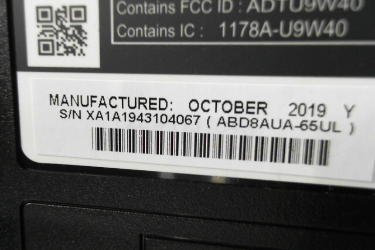 Contains FCC ID : ADTU9W40
Contains IC : 1178A-U9W40
MANUFACTURED: OCTOBER 2019 Y
S/N XA1A1943104067 ( ABD8AUA-65UL )